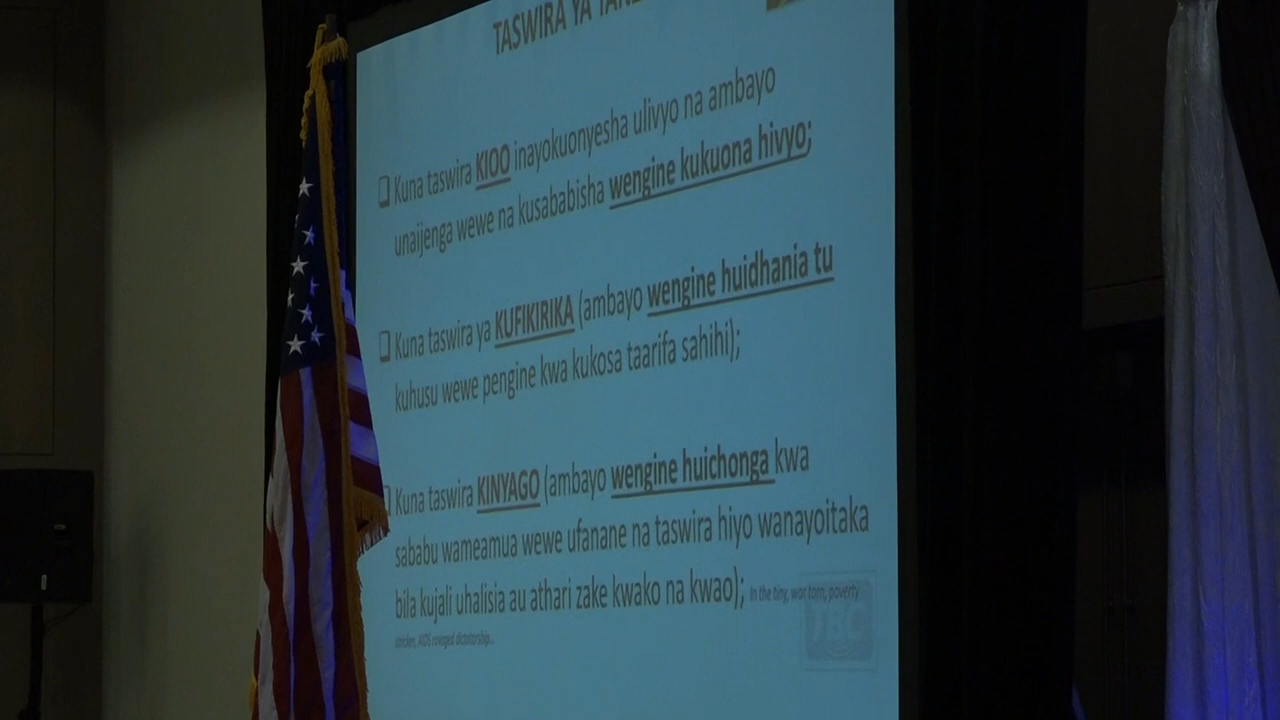 TASWIRA YA
Kuna taswira KIOO inayokuonyesha ulivyo na ambayo
unaijenga wewe na kusababisha wengine kukuona hivyo;
Kuna taswira ya KUFIKIRIKA (ambayo wengine huidhania tu
kuhusu wewe pengine kwa kukosa taarifa sahihi);
Kuna taswira KINYAGO (ambayo wengine huichonga kwa
sababu wameamua wewe ufanane na taswira hiyo wanayoitaka
bila kujali uhalisia au athari zake kwako na kwao); In the tiny, war torn, poverty
stricken, AIDS ravaged dictatorship...